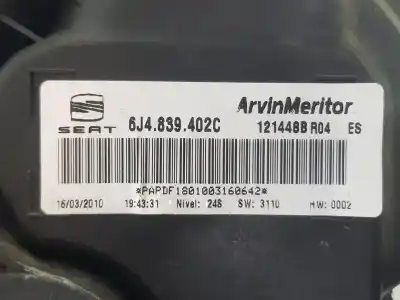 SEAT 6J4.839.402C ArvinMeritor
121448B R04 ES
*PAPDF1801003160642*
16/03/2010 19:43:31 Nivel: 24S SW: 3110 HW: 0002